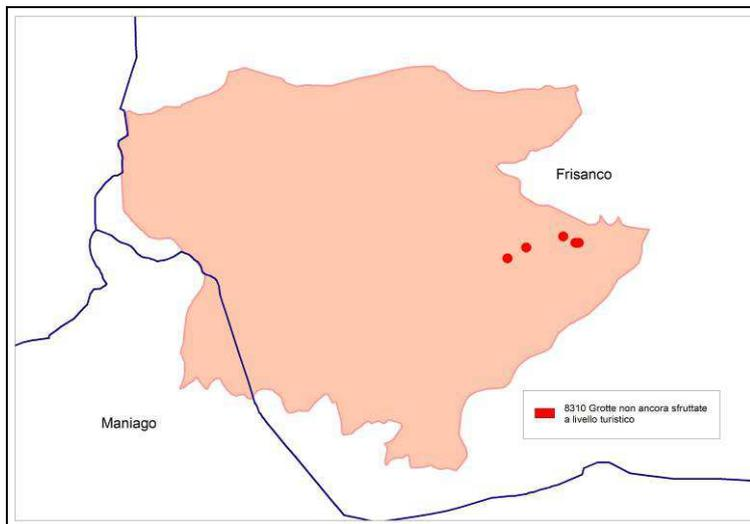 Frisanco
8310 Grotte non ancora sfruttate
a livello turistico
Maniago